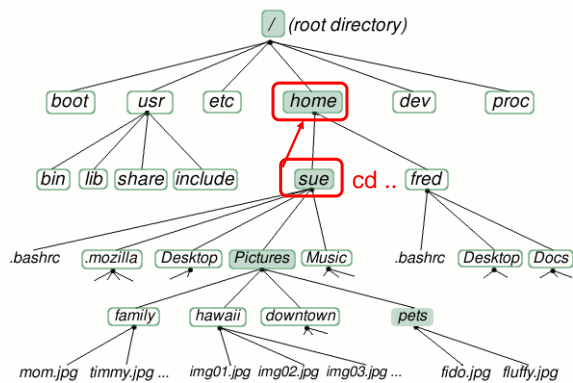 / (root directory)
boot usr etc home dev proc
bin lib share include sue cd .. fred
.bashrc .mozilla Desktop Pictures Music .bashrc Desktop Docs
family hawaii downtown pets
mom.jpg timmy.jpg ... img01.jpg img02.jpg img03.jpg ... fido.jpg fluffy.jpg